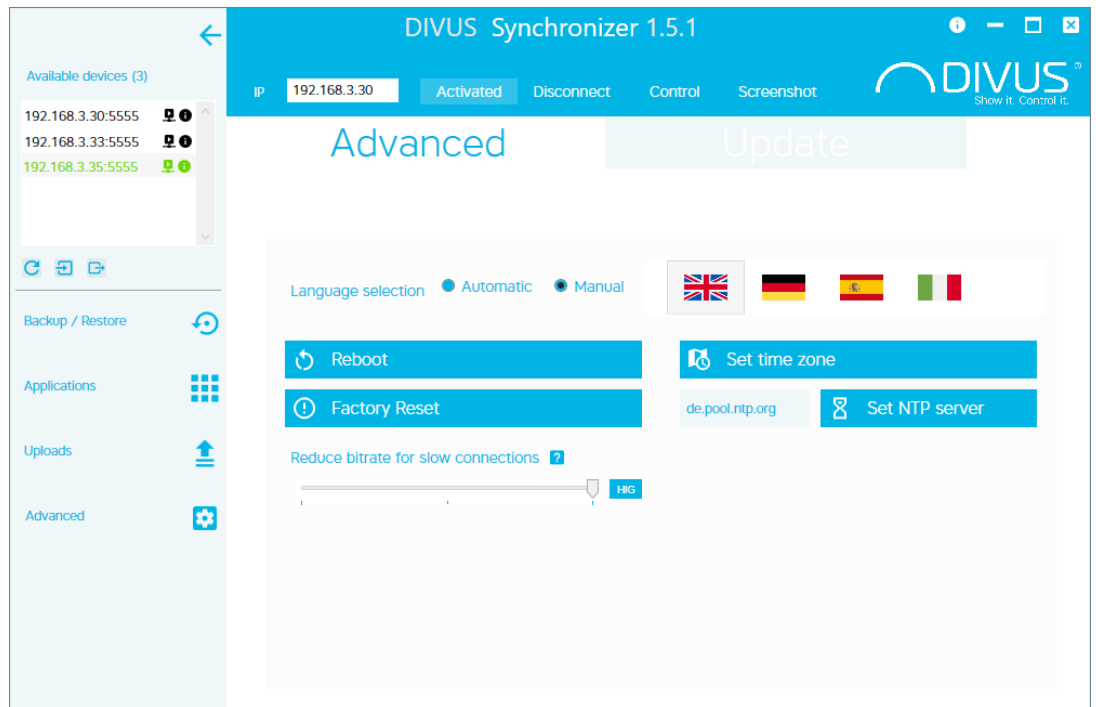 DIVUS Synchronizer 1.5.1
Available devices (3)
IP 192.168.3.30 Activated Disconnect Control Screenshot
DIVUS®
Show it. Control it.
192.168.3.30:5555
192.168.3.33:5555
192.168.3.35:5555
Advanced Update
Language selection Automatic Manual
Backup / Restore
Applications
Uploads
Advanced
Reboot Set time zone
Factory Reset de.pool.ntp.org Set NTP server
Reduce bitrate for slow connections ?
HIG